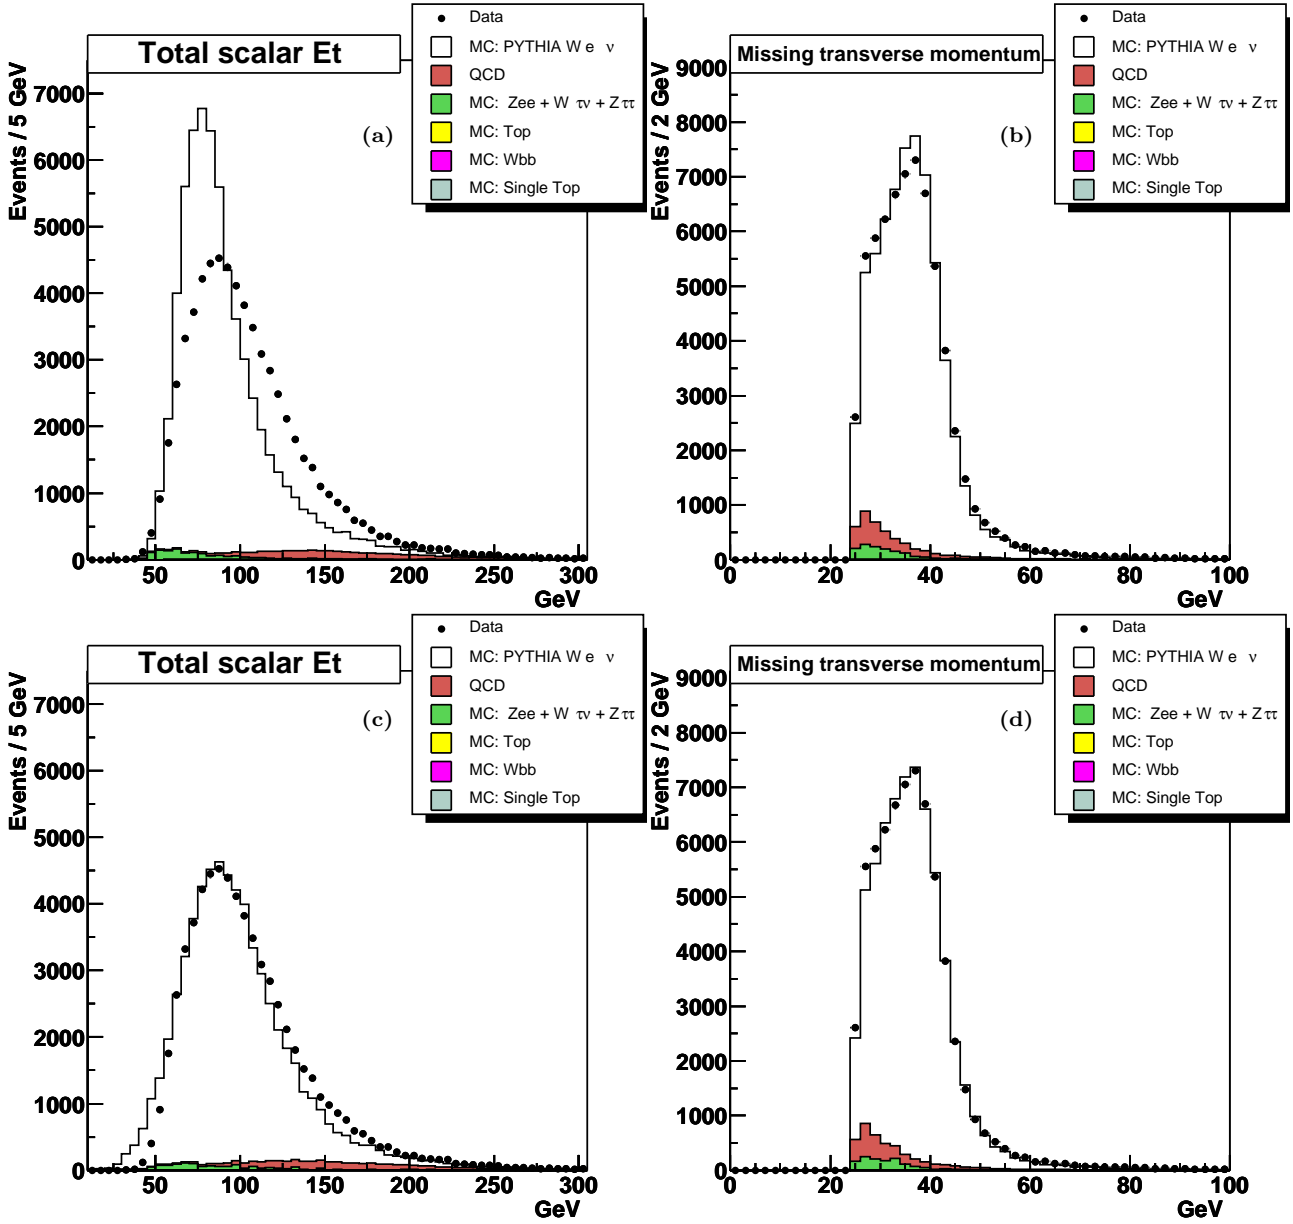 Total scalar Et
Data
MC: PYTHIA W e ν
QCD
MC: Zee + W τν + Z ττ
MC: Top
MC: Wbb
MC: Single Top
(a)
Events / 5 GeV
7000
6000
5000
4000
3000
2000
1000
0
50 100 150 200 250 300
GeV
Missing transverse momentum
Data
MC: PYTHIA W e ν
QCD
MC: Zee + W τν + Z ττ
MC: Top
MC: Wbb
MC: Single Top
(b)
Events / 2 GeV
9000
8000
7000
6000
5000
4000
3000
2000
1000
0
0 20 40 60 80 100
GeV
Total scalar Et
Data
MC: PYTHIA W e ν
QCD
MC: Zee + W τν + Z ττ
MC: Top
MC: Wbb
MC: Single Top
(c)
Events / 5 GeV
7000
6000
5000
4000
3000
2000
1000
0
50 100 150 200 250 300
GeV
Missing transverse momentum
Data
MC: PYTHIA W e ν
QCD
MC: Zee + W τν + Z ττ
MC: Top
MC: Wbb
MC: Single Top
(d)
Events / 2 GeV
9000
8000
7000
6000
5000
4000
3000
2000
1000
0
0 20 40 60 80 100
GeV